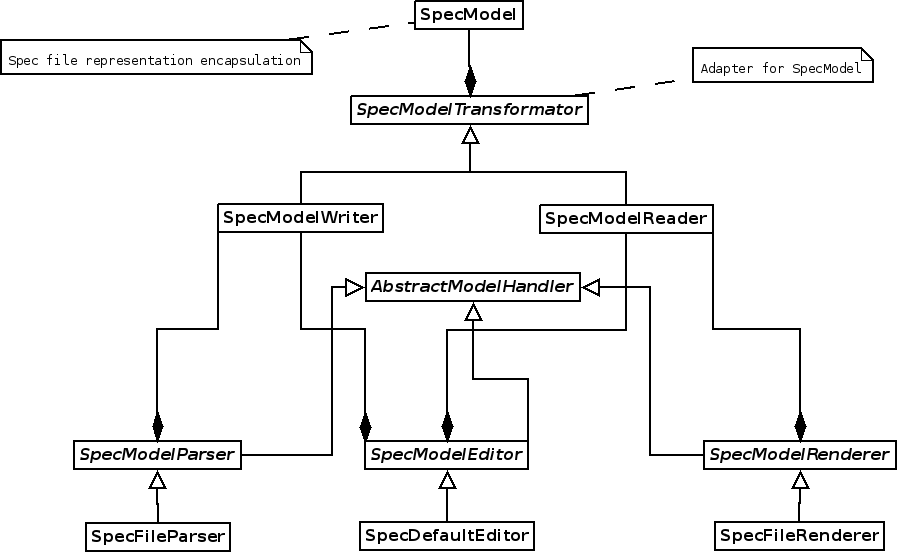 SpecModel
Spec file representation encapsulation
Adapter for SpecModel
SpecModelTransformator
SpecModelWriter
SpecModelReader
AbstractModelHandler
SpecModelParser
SpecModelEditor
SpecModelRenderer
SpecFileParser
SpecDefaultEditor
SpecFileRenderer